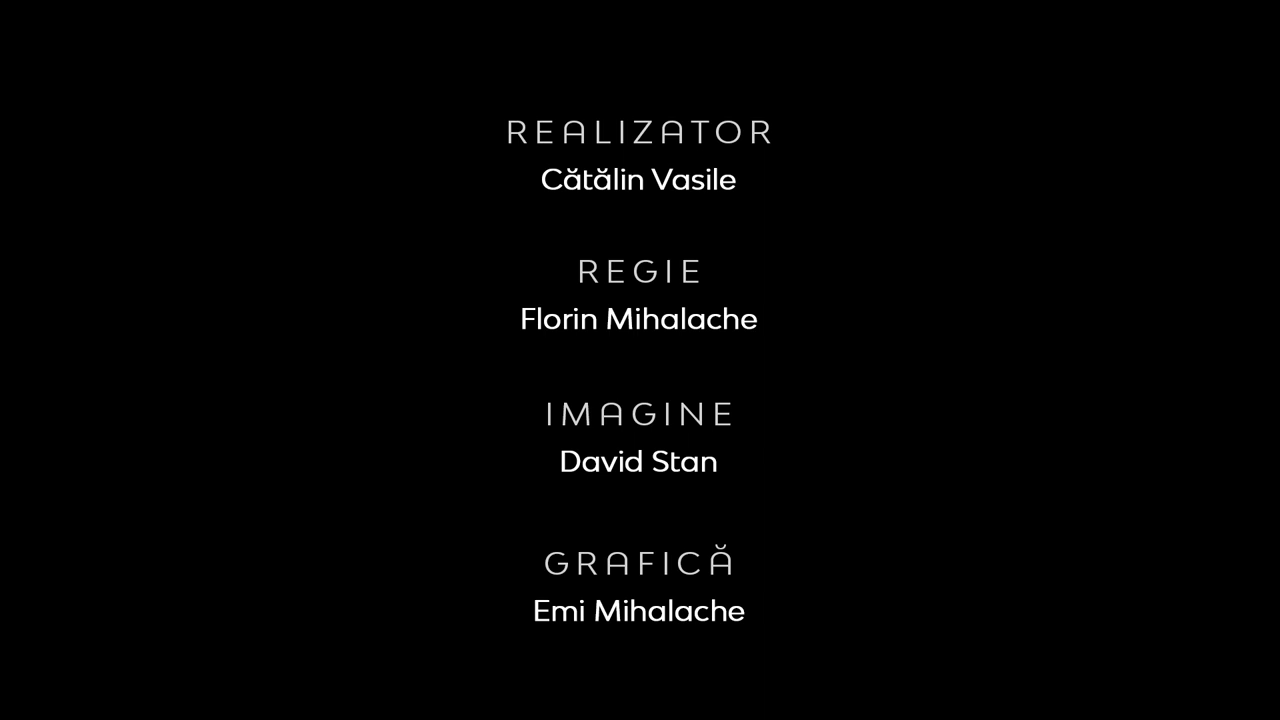 REALIZATOR
Cătălin Vasile
REGIE
Florin Mihalache
IMAGINE
David Stan
GRAFICĂ
Emi Mihalache